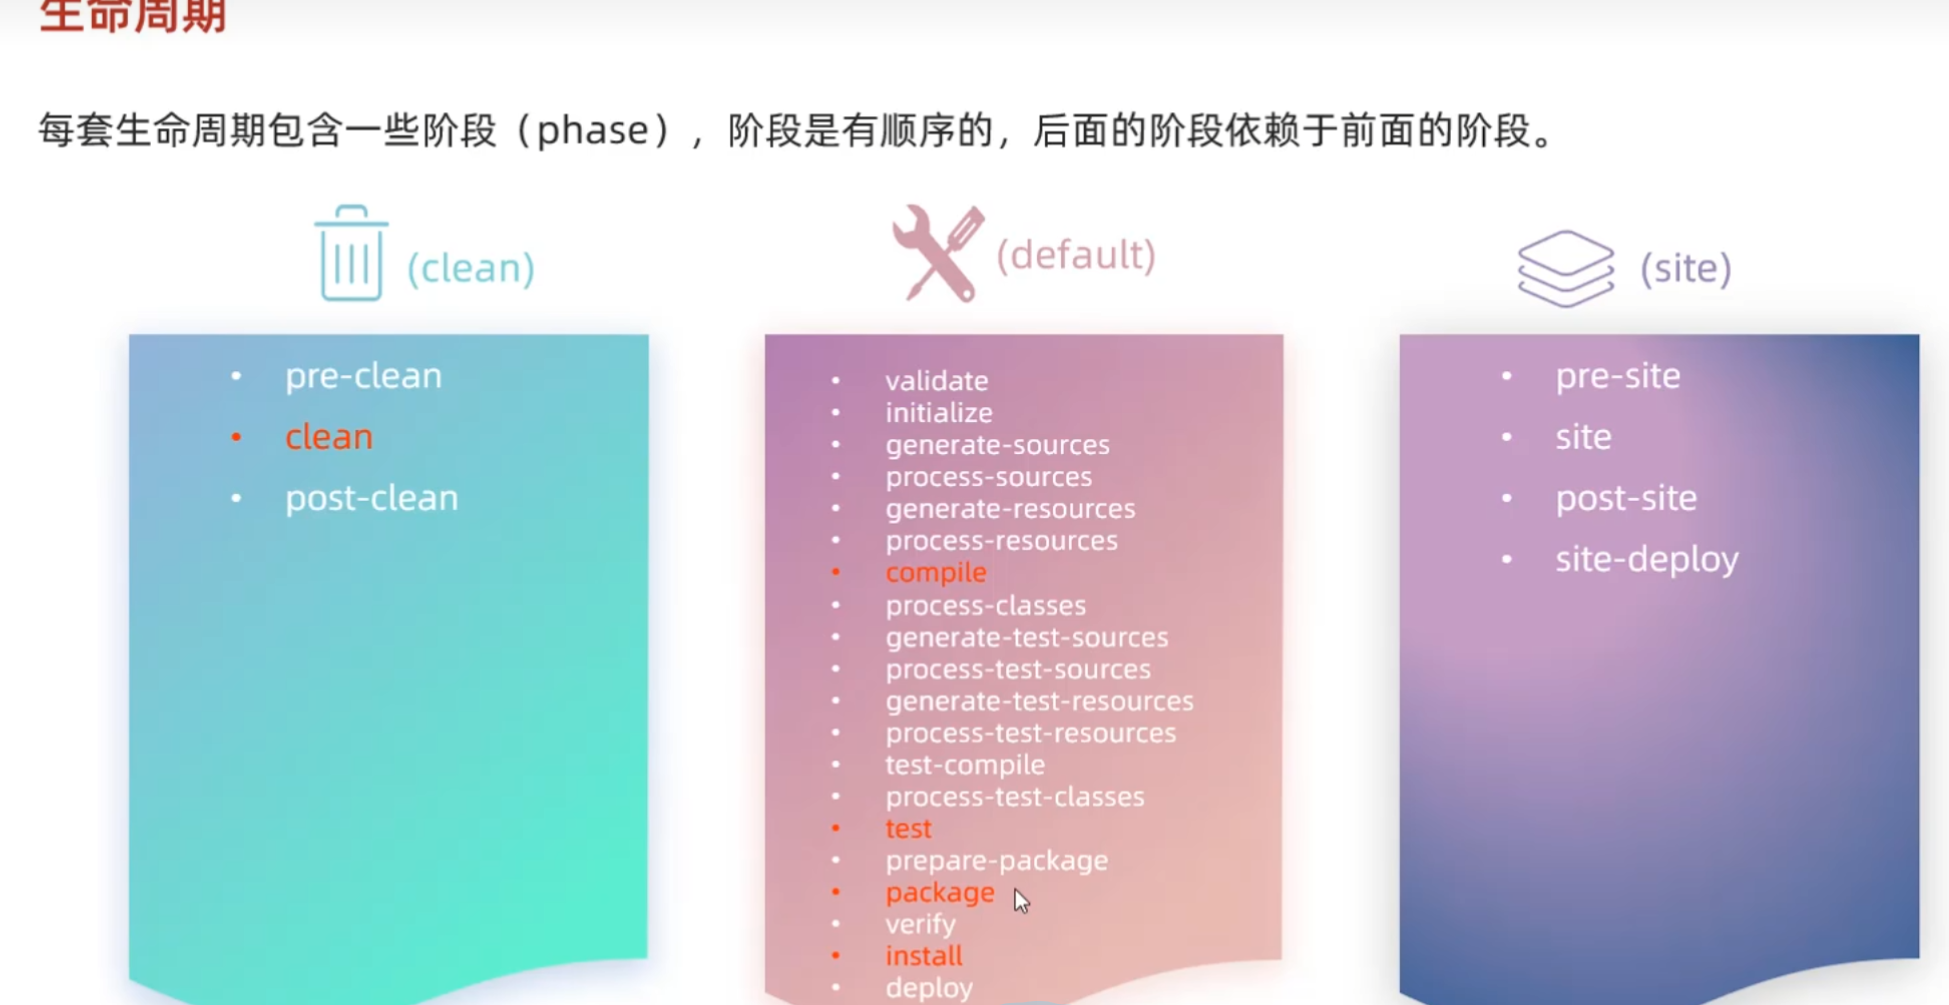 生命周期
每套生命周期包含一些阶段（phase），阶段是有顺序的，后面的阶段依赖于前面的阶段。
(clean)
• pre-clean
• clean
• post-clean
(default)
• validate
• initialize
• generate-sources
• process-sources
• generate-resources
• process-resources
• compile
• process-classes
• generate-test-sources
• process-test-sources
• generate-test-resources
• process-test-resources
• test-compile
• process-test-classes
• test
• prepare-package
• package
• verify
• install
• deploy
(site)
• pre-site
• site
• post-site
• site-deploy